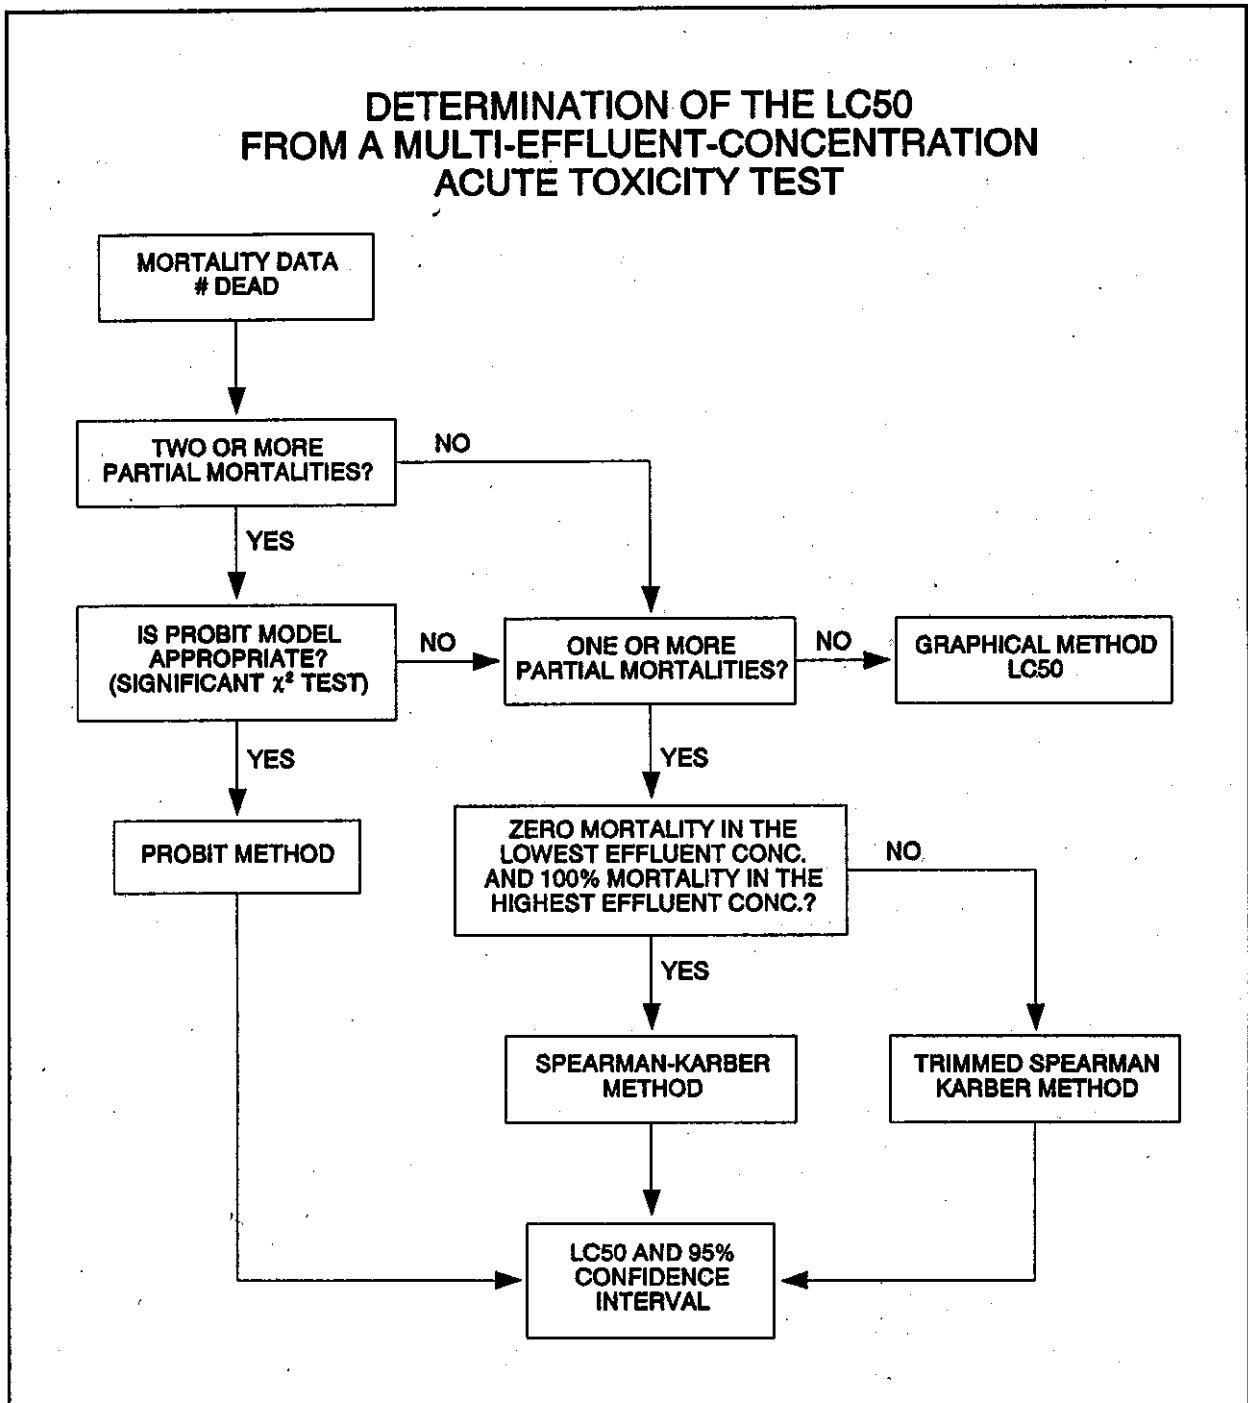 DETERMINATION OF THE LC50
FROM A MULTI-EFFLUENT-CONCENTRATION
ACUTE TOXICITY TEST
MORTALITY DATA
# DEAD
TWO OR MORE
PARTIAL MORTALITIES?
NO
YES
IS PROBIT MODEL
APPROPRIATE?
(SIGNIFICANT χ² TEST)
NO
ONE OR MORE
PARTIAL MORTALITIES?
NO
GRAPHICAL METHOD
LC50
YES
YES
PROBIT METHOD
ZERO MORTALITY IN THE
LOWEST EFFLUENT CONC.
AND 100% MORTALITY IN THE
HIGHEST EFFLUENT CONC.?
NO
YES
SPEARMAN-KARBER
METHOD
TRIMMED SPEARMAN
KARBER METHOD
LC50 AND 95%
CONFIDENCE
INTERVAL